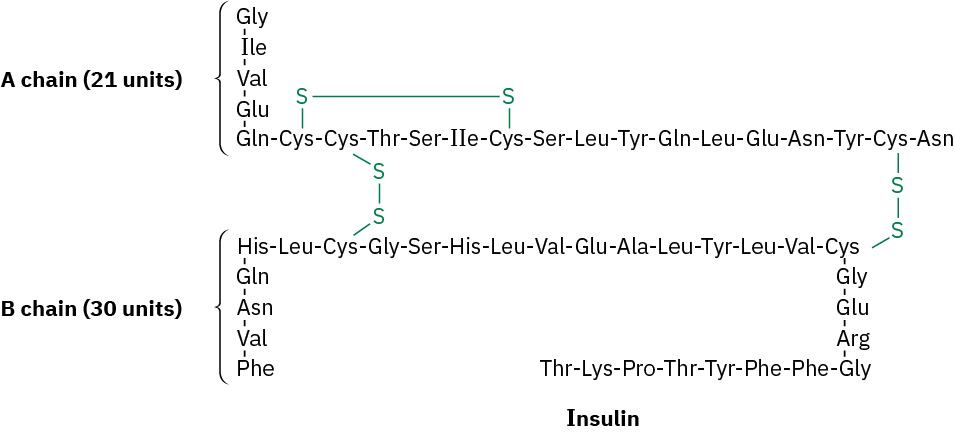 Gly
Ile
A chain (21 units)
Val
Glu
S S
Gln-Cys-Cys-Thr-Ser-IIe-Cys-Ser-Leu-Tyr-Gln-Leu-Glu-Asn-Tyr-Cys-Asn
S
S
S
S
His-Leu-Cys-Gly-Ser-His-Leu-Val-Glu-Ala-Leu-Tyr-Leu-Val-Cys
Gln Gly
B chain (30 units)
Asn Glu
Val Arg
Phe Thr-Lys-Pro-Thr-Tyr-Phe-Phe-Gly
Insulin